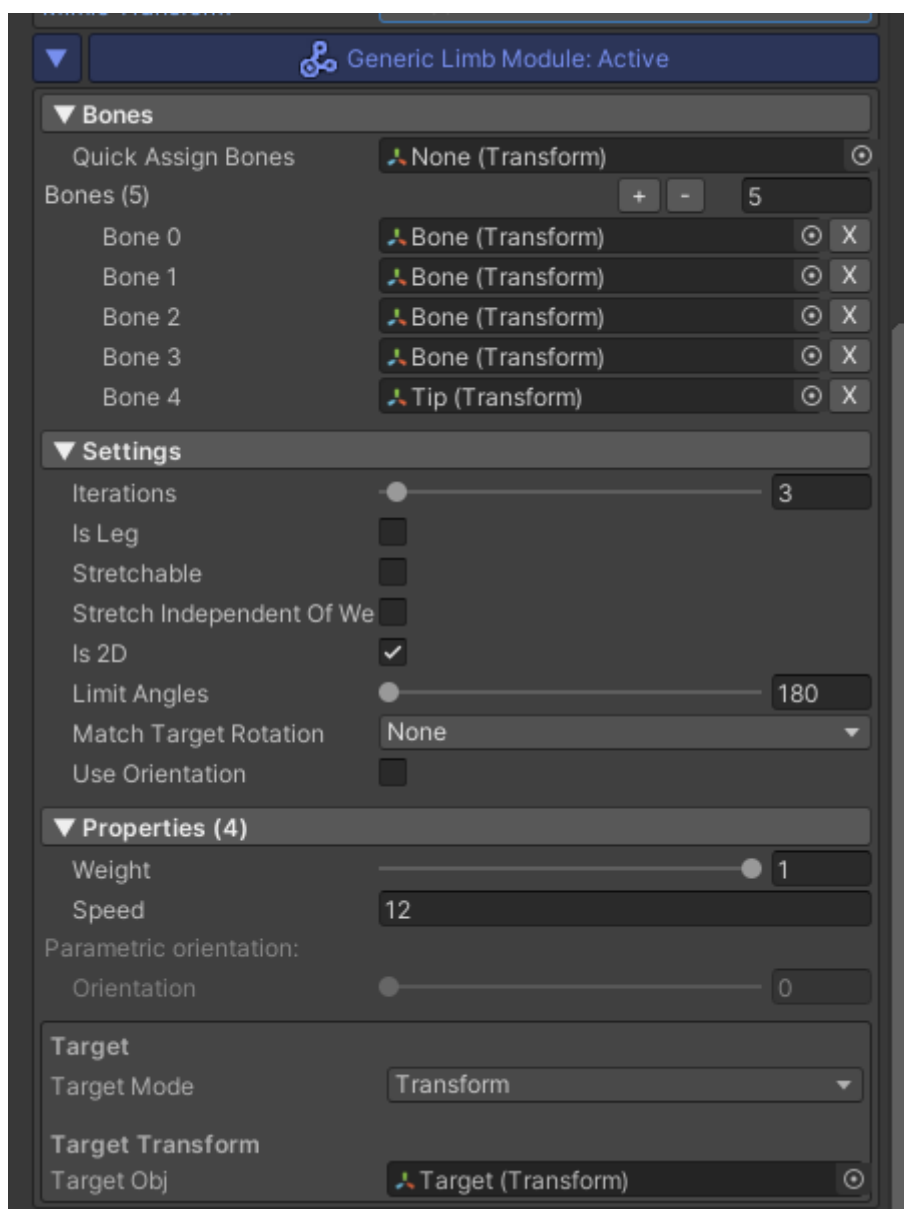 Generic Limb Module: Active
Bones
Quick Assign Bones None (Transform)
Bones (5) + - 5
Bone 0 Bone (Transform) X
Bone 1 Bone (Transform) X
Bone 2 Bone (Transform) X
Bone 3 Bone (Transform) X
Bone 4 Tip (Transform) X
Settings
Iterations 3
Is Leg
Stretchable
Stretch Independent Of We
Is 2D
Limit Angles 180
Match Target Rotation None
Use Orientation
Properties (4)
Weight 1
Speed 12
Parametric orientation:
Orientation 0
Target
Target Mode Transform
Target Transform
Target Obj Target (Transform)